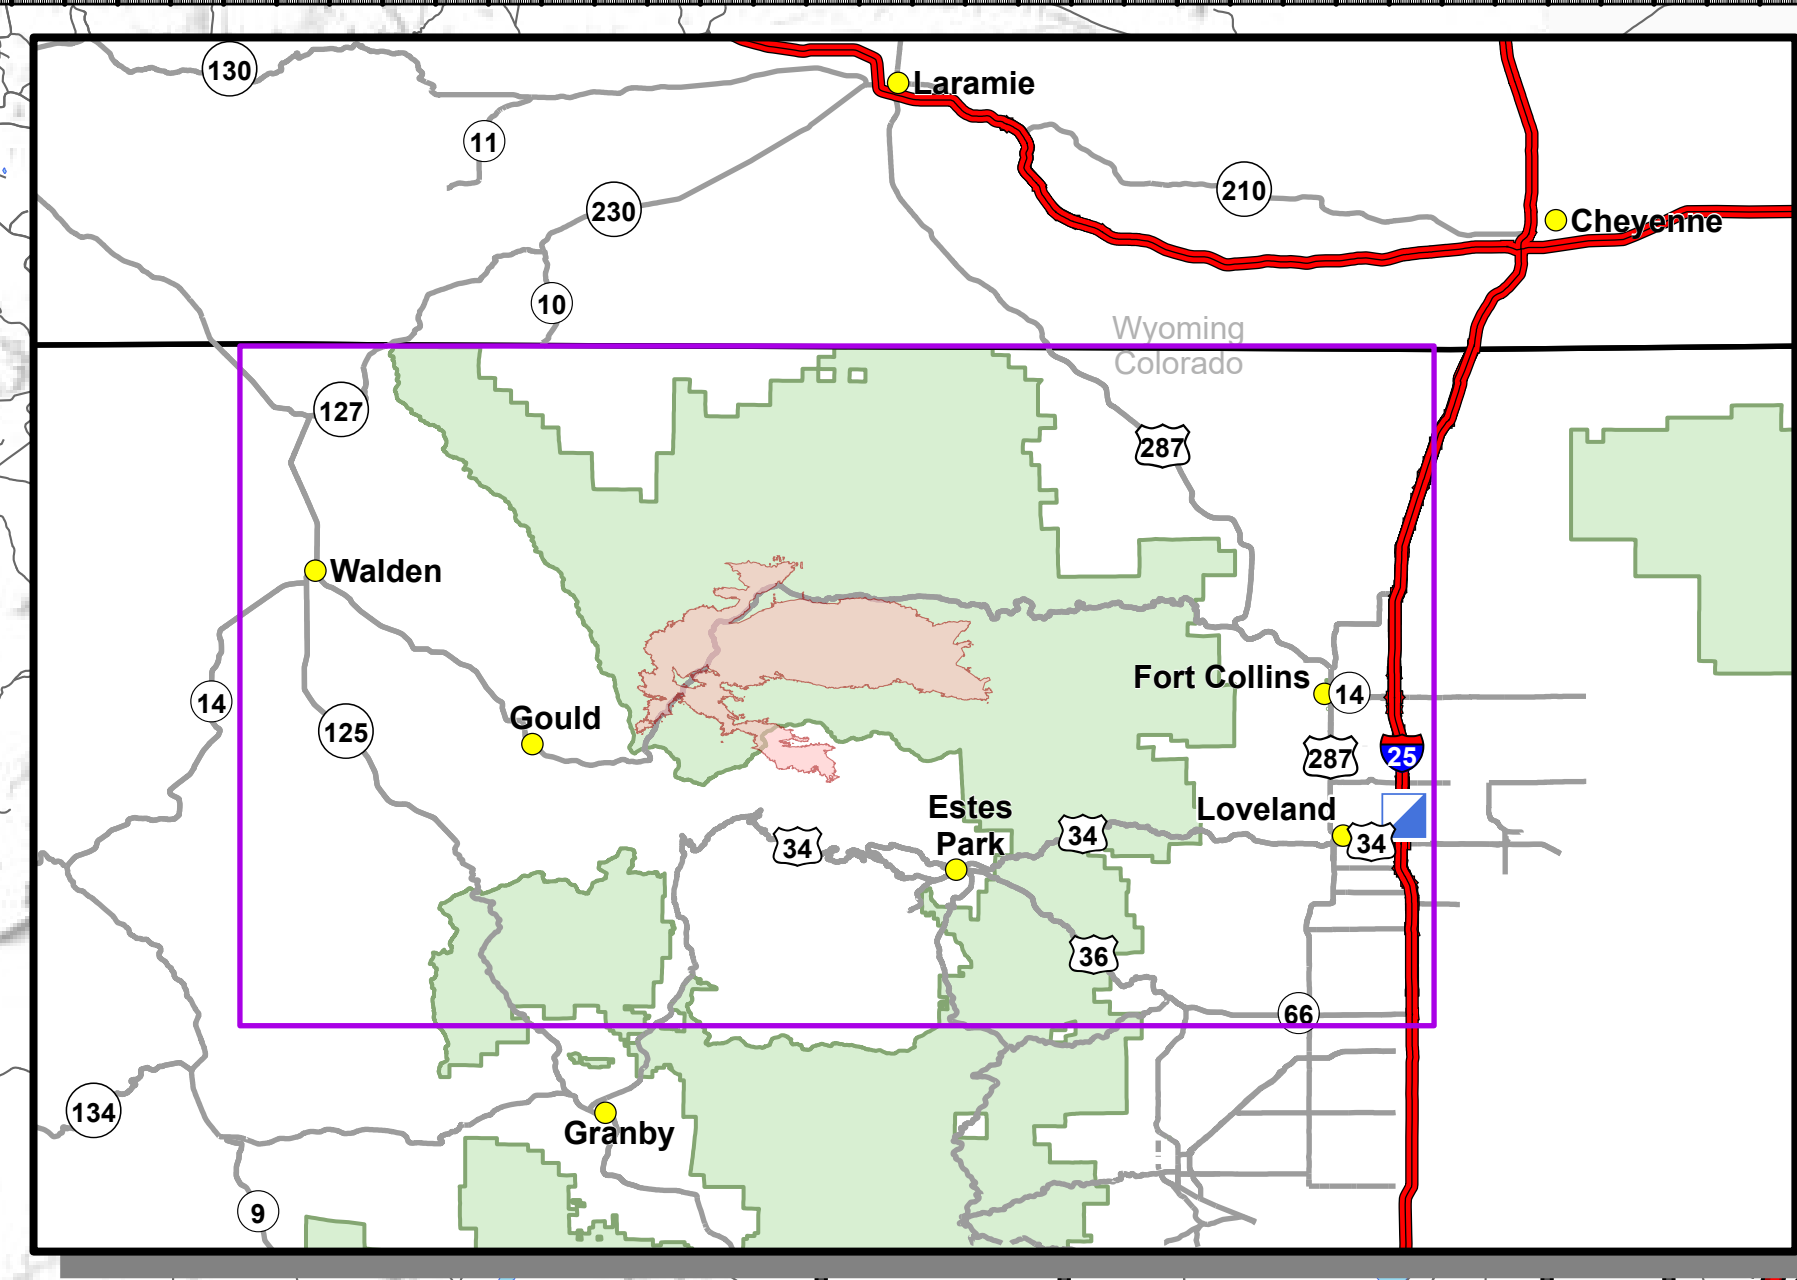 130
Laramie
11
210
230
Cheyenne
10
Wyoming
Colorado
127
287
Walden
Fort Collins
14
14
Gould
125
287
25
Estes
Park
Loveland
34
34
34
36
66
134
Granby
9